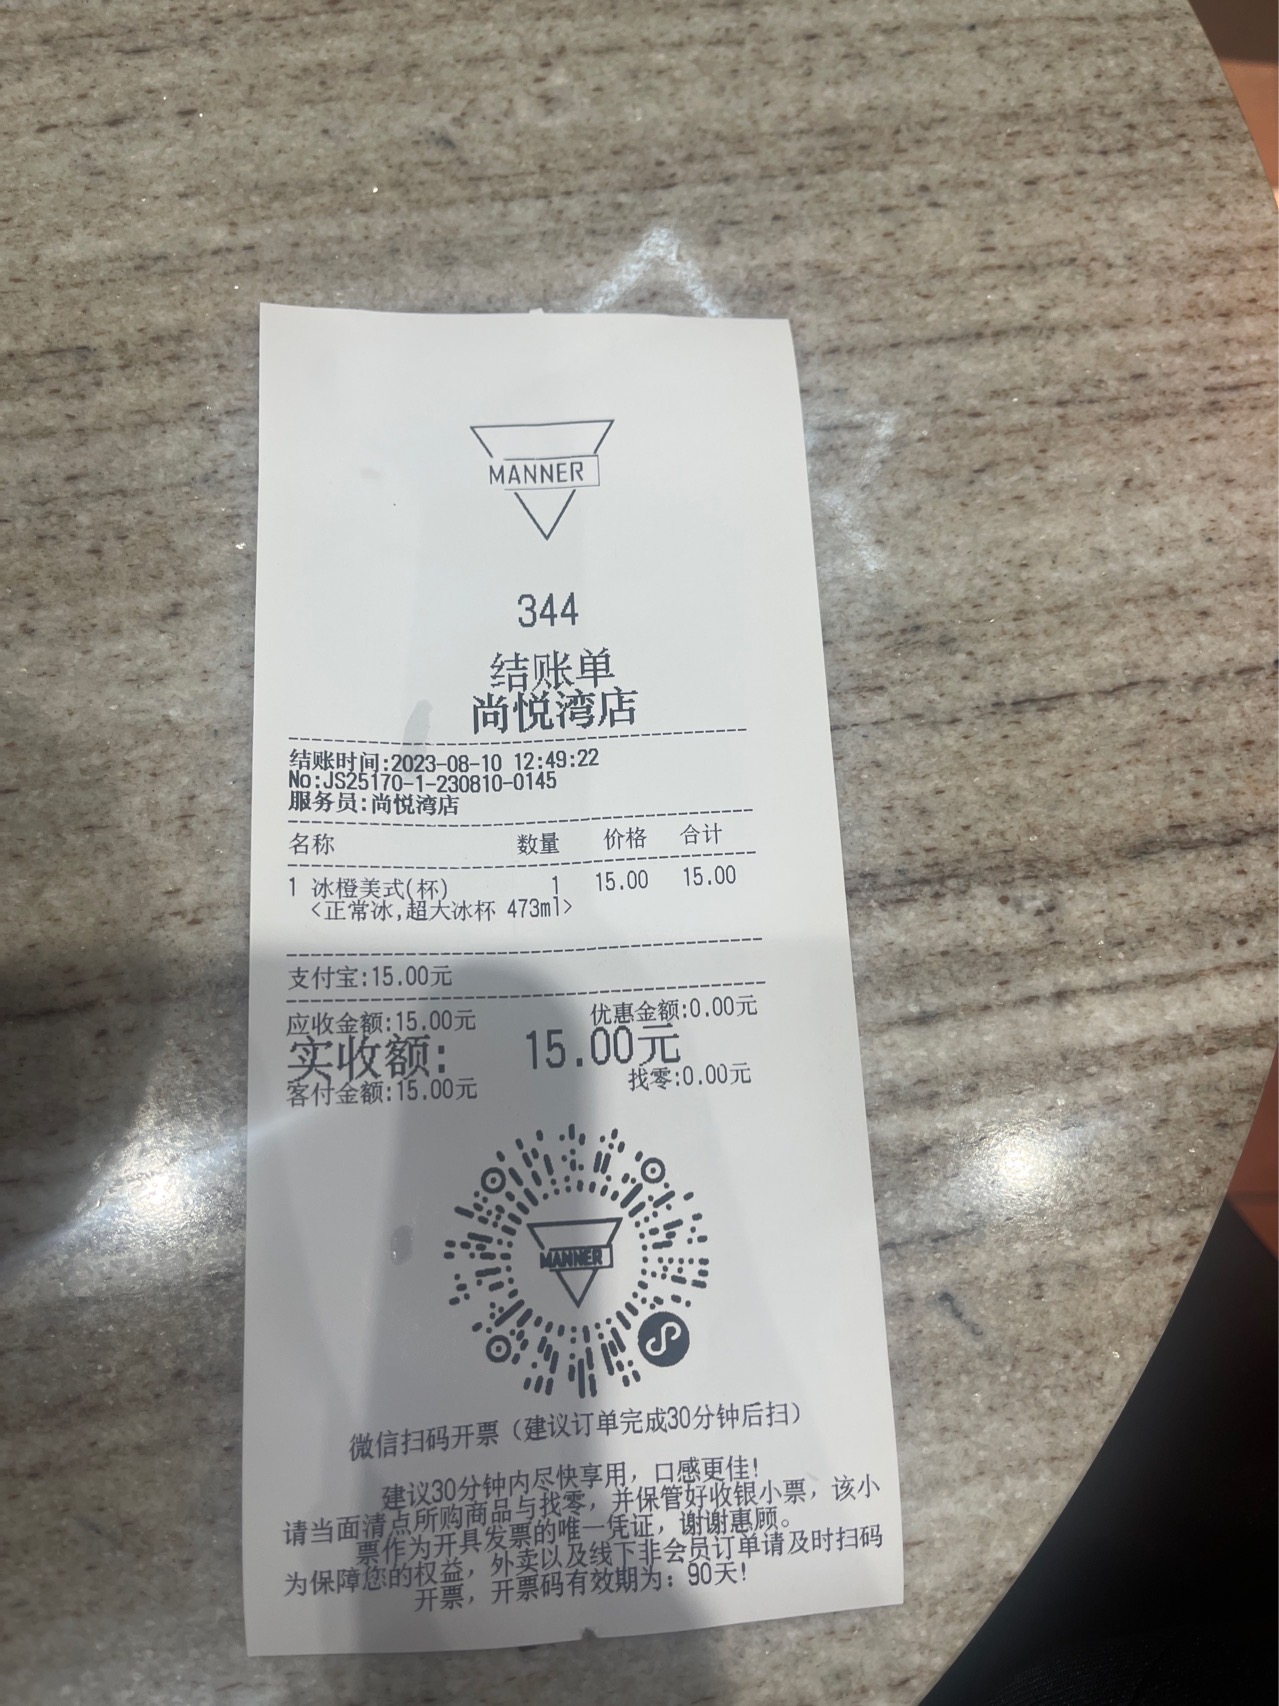 MANNER
344
结账单
尚悦湾店
结账时间:2023-08-10 12:49:22
No:JS25170-1-230810-0145
服务员:尚悦湾店
名称 数量 价格 合计
1 冰橙美式(杯) 1 15.00 15.00
<正常冰,超大冰杯 473ml>
支付宝:15.00元
应收金额:15.00元 优惠金额:0.00元
实收额: 15.00元
客付金额:15.00元 找零:0.00元
MANNER
微信扫码开票（建议订单完成30分钟后扫）
建议30分钟内尽快享用，口感更佳！
请当面清点所购商品与找零，并保管好收银小票，该小
票作为开具发票的唯一凭证，谢谢惠顾。
为保障您的权益，外卖以及线下非会员订单请及时扫码
开票，开票码有效期为：90天！